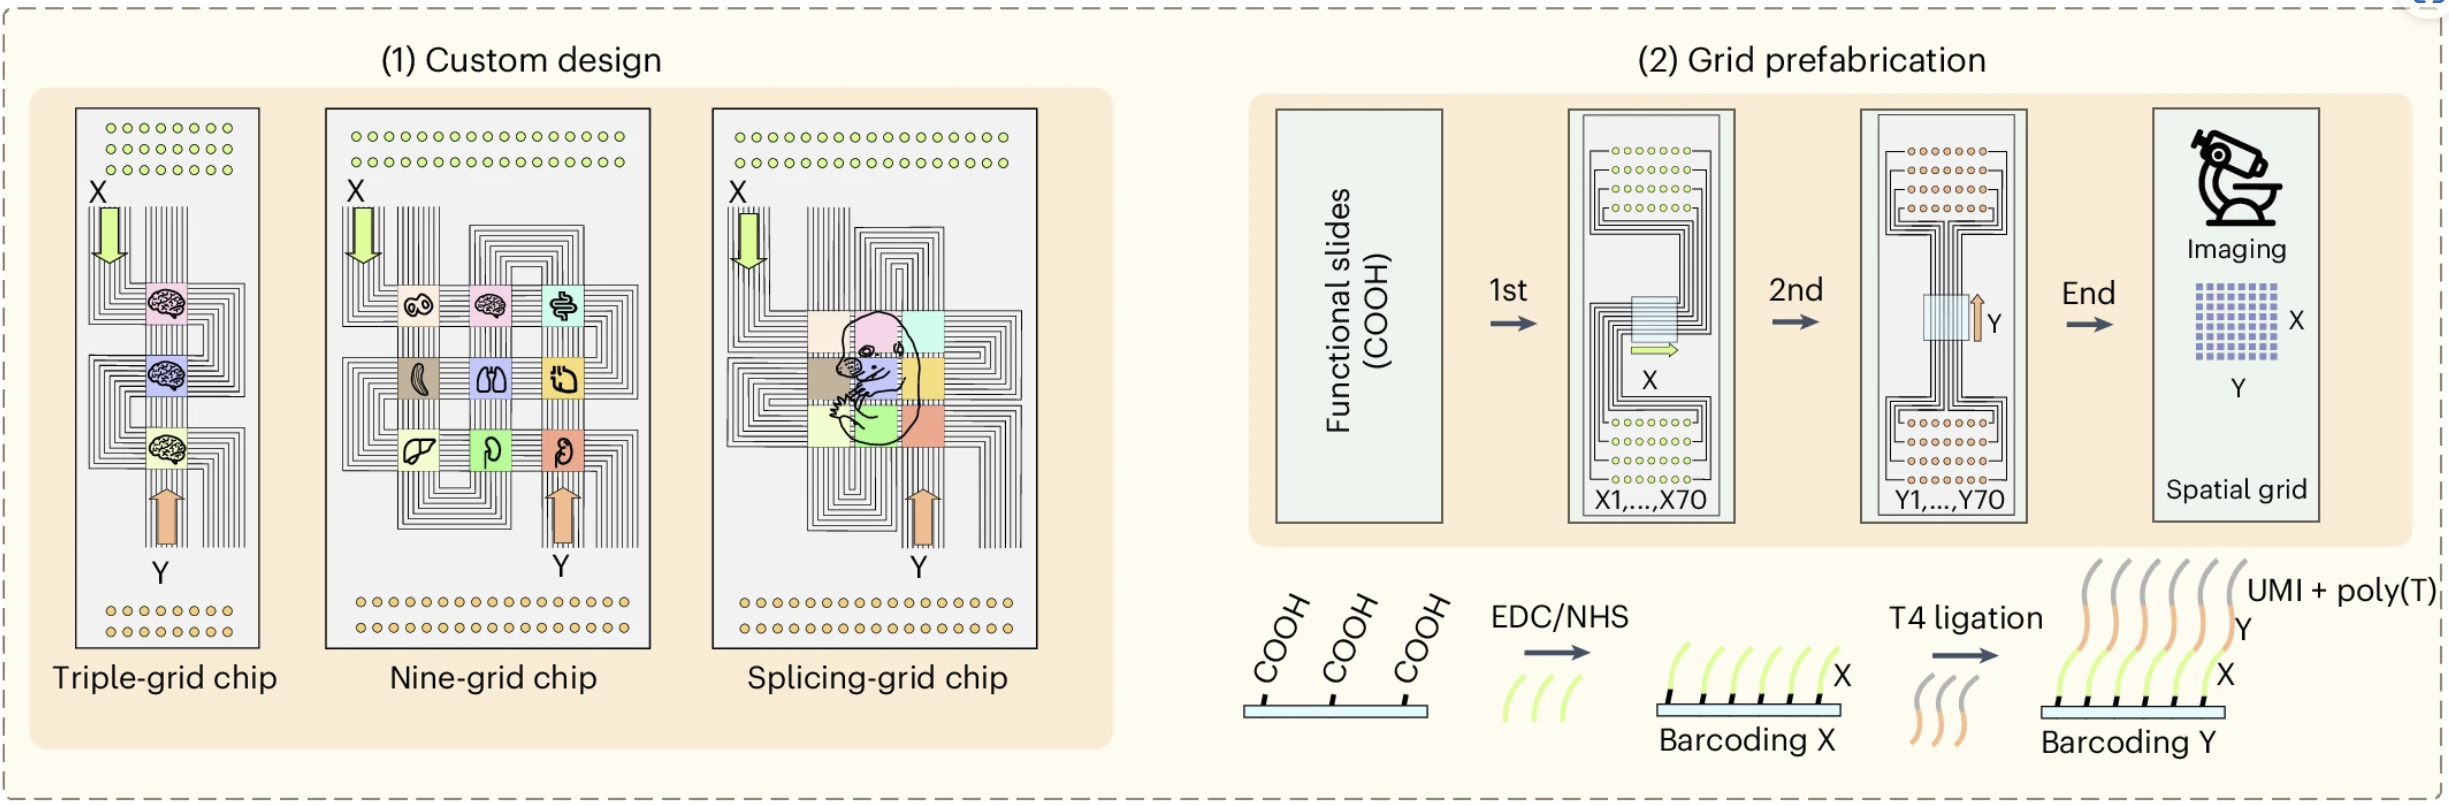 (1) Custom design
X
Y
Triple-grid chip
X
Y
Nine-grid chip
X
Y
Splicing-grid chip
(2) Grid prefabrication
Functional slides
(COOH)
1st
X
X1,...,X70
2nd
Y
Y1,...,Y70
End
Imaging
X
Y
Spatial grid
COOH
COOH
COOH
EDC/NHS
X
Barcoding X
T4 ligation
UMI + poly(T)
Y
X
Barcoding Y